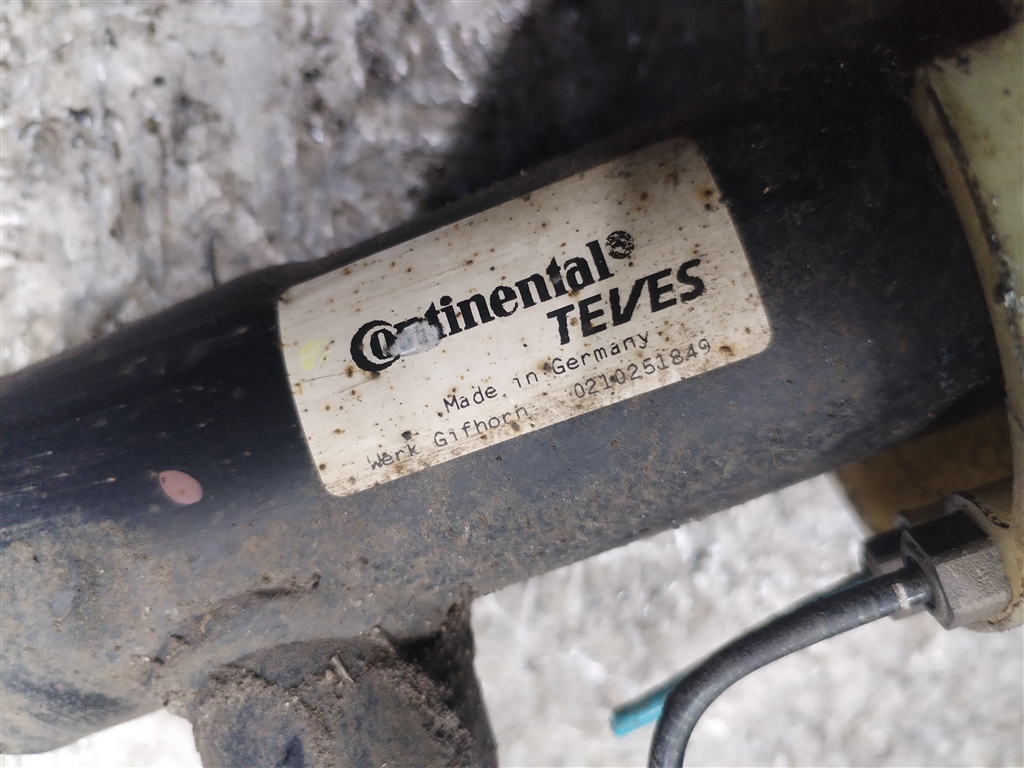 Continental®
TEVES
Made in Germany
Werk Gifhorn 0210251849